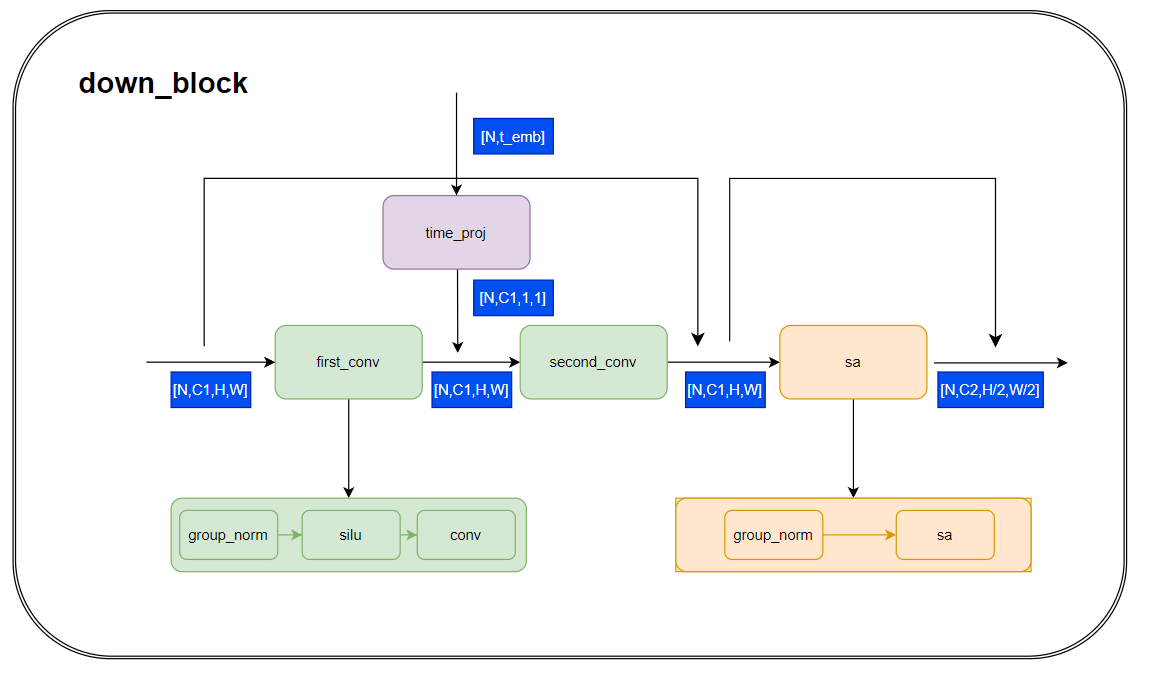 down_block
[N,t_emb]
time_proj
[N,C1,1,1]
first_conv
second_conv
sa
[N,C1,H,W]
[N,C1,H,W]
[N,C1,H,W]
[N,C2,H/2,W/2]
group_norm
silu
conv
group_norm
sa